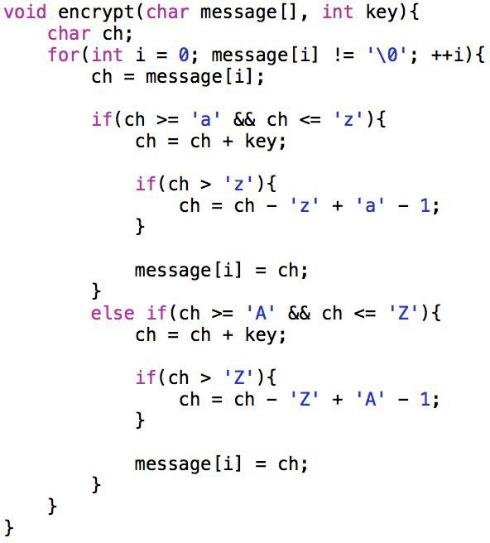 void encrypt(char message[], int key){
    char ch;
    for(int i = 0; message[i] != '\0'; ++i){
        ch = message[i];

        if(ch >= 'a' && ch <= 'z'){
            ch = ch + key;

            if(ch > 'z'){
                ch = ch - 'z' + 'a' - 1;
            }

            message[i] = ch;
        }
        else if(ch >= 'A' && ch <= 'Z'){
            ch = ch + key;

            if(ch > 'Z'){
                ch = ch - 'Z' + 'A' - 1;
            }

            message[i] = ch;
        }
    }
}